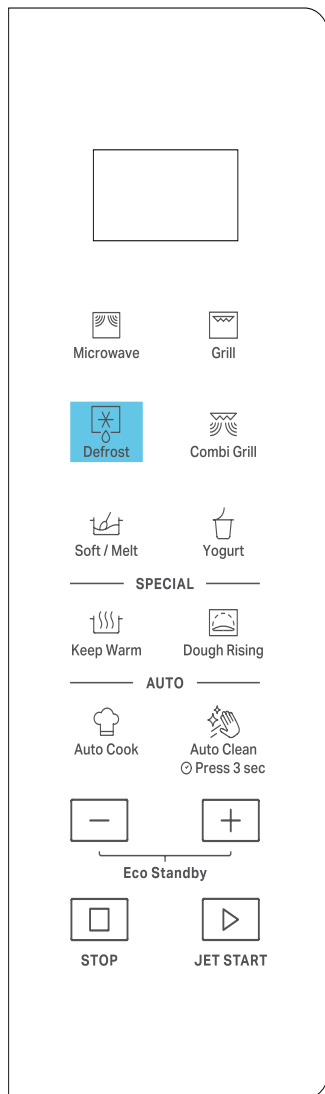 Microwave
Grill
Defrost
Combi Grill
Soft / Melt
Yogurt
SPECIAL
Keep Warm
Dough Rising
AUTO
Auto Cook
Auto Clean
Press 3 sec
Eco Standby
STOP
JET START